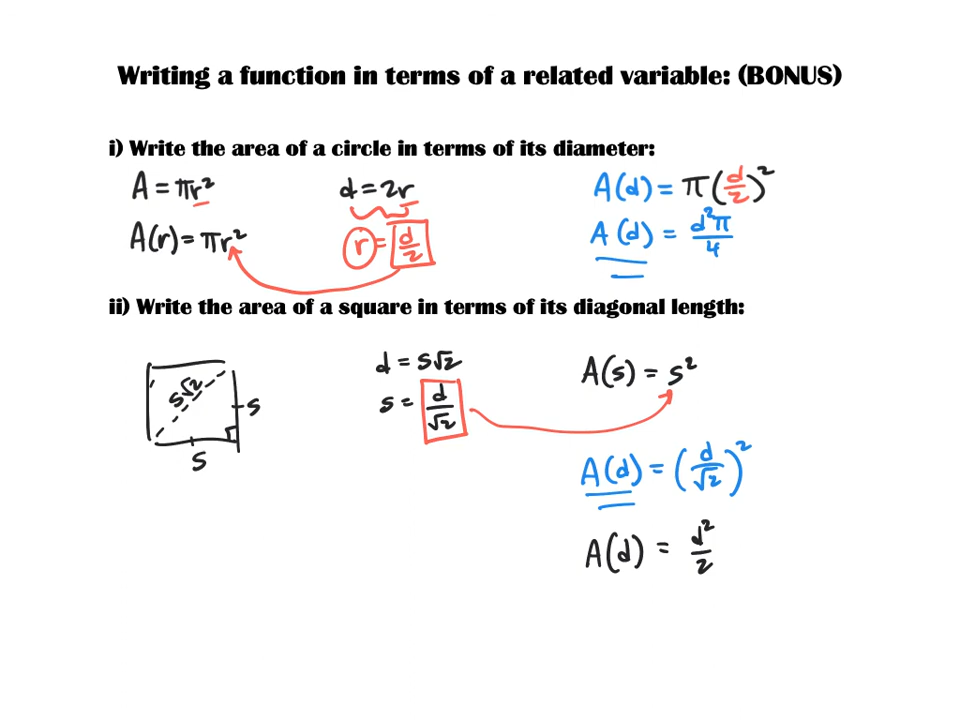 Writing a function in terms of a related variable: (BONUS)
i) Write the area of a circle in terms of its diameter:
A = πr² d = 2r A(d) = π(d/2)²
A(r) = πr² r = d/2 A(d) = d²π/4
ii) Write the area of a square in terms of its diagonal length:
s√2 s s
d = s√2 A(s) = s²
s = d/√2
A(d) = (d/√2)²
A(d) = d²/2